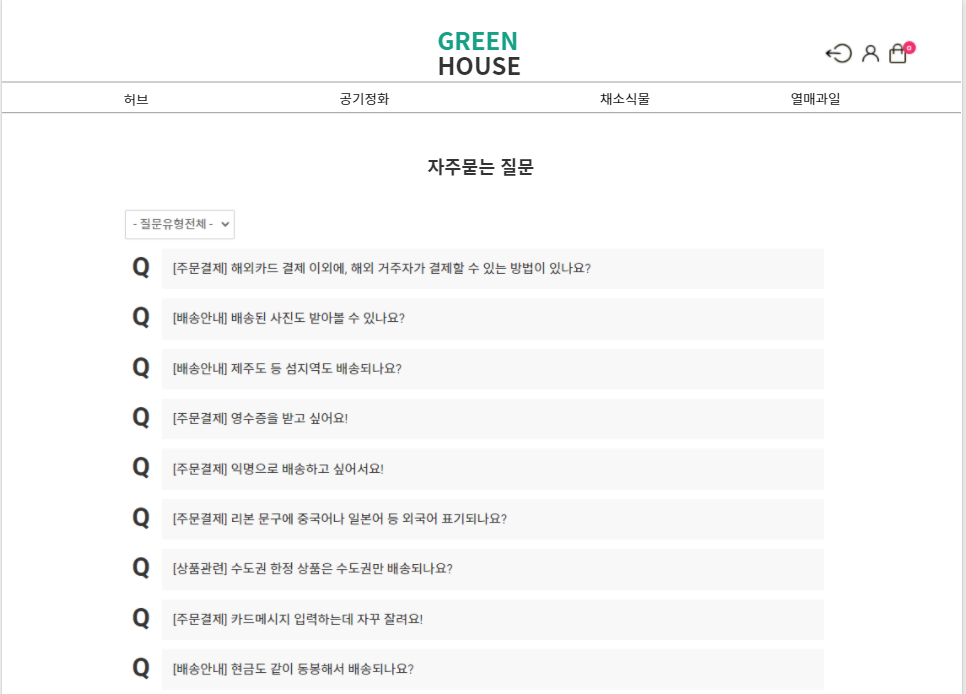 GREEN
HOUSE
0
허브 공기정화 채소식물 열매과일
자주묻는 질문
- 질문유형전체 -
Q [주문결제] 해외카드 결제 이외에, 해외 거주자가 결제할 수 있는 방법이 있나요?
Q [배송안내] 배송된 사진도 받아볼 수 있나요?
Q [배송안내] 제주도 등 섬지역도 배송되나요?
Q [주문결제] 영수증을 받고 싶어요!
Q [주문결제] 익명으로 배송하고 싶어서요!
Q [주문결제] 리본 문구에 중국어나 일본어 등 외국어 표기되나요?
Q [상품관련] 수도권 한정 상품은 수도권만 배송되나요?
Q [주문결제] 카드메시지 입력하는데 자꾸 잘려요!
Q [배송안내] 현금도 같이 동봉해서 배송되나요?